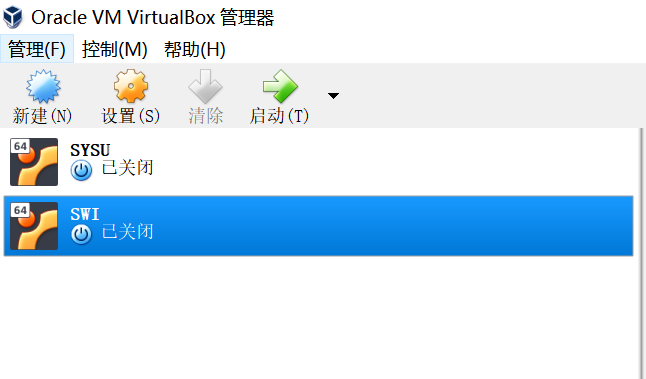 Oracle VM VirtualBox 管理器
管理(F) 控制(M) 帮助(H)
新建(N) 设置(S) 清除 启动(T)
64 SYSU
已关闭
64 SWI
已关闭